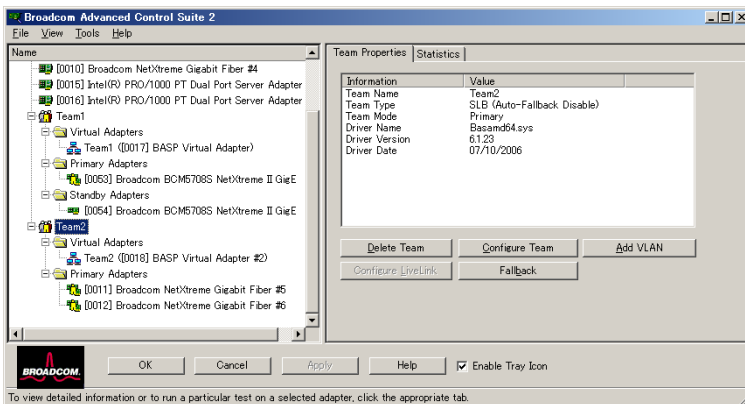 Broadcom Advanced Control Suite 2
File View Tools Help
Name
[0010] Broadcom NetXtreme Gigabit Fiber #4
[0015] Intel(R) PRO/1000 PT Dual Port Server Adapter
[0016] Intel(R) PRO/1000 PT Dual Port Server Adapter
Team1
Virtual Adapters
Team1 ([0017] BASP Virtual Adapter)
Primary Adapters
[0053] Broadcom BCM5708S NetXtreme II GigE
Standby Adapters
[0054] Broadcom BCM5708S NetXtreme II GigE
Team2
Virtual Adapters
Team2 ([0018] BASP Virtual Adapter #2)
Primary Adapters
[0011] Broadcom NetXtreme Gigabit Fiber #5
[0012] Broadcom NetXtreme Gigabit Fiber #6
Team Properties Statistics
Information Value
Team Name Team2
Team Type SLB (Auto-Fallback Disable)
Team Mode Primary
Driver Name Basamd64.sys
Driver Version 6.1.23
Driver Date 07/10/2006
Delete Team Configure Team Add VLAN
Configure LiveLink Fallback
BROADCOM.
OK Cancel Apply Help Enable Tray Icon
To view detailed information or to run a particular test on a selected adapter, click the appropriate tab.